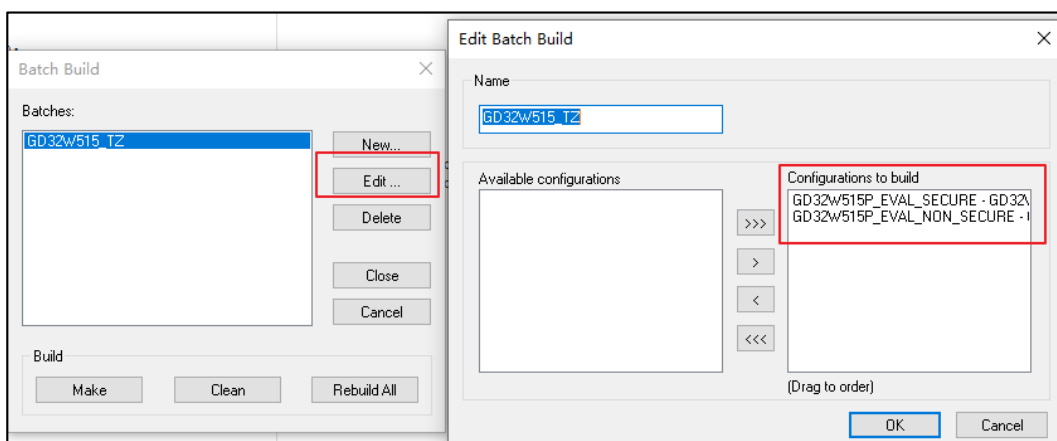 Batch Build
Batches:
GD32W515_TZ
New...
Edit ...
Delete
Close
Cancel
Build
Make
Clean
Rebuild All
Edit Batch Build
Name
GD32W515_TZ
Available configurations
>>>
>
<
<<<
Configurations to build
GD32W515P_EVAL_SECURE - GD32\
GD32W515P_EVAL_NON_SECURE -
(Drag to order)
OK
Cancel